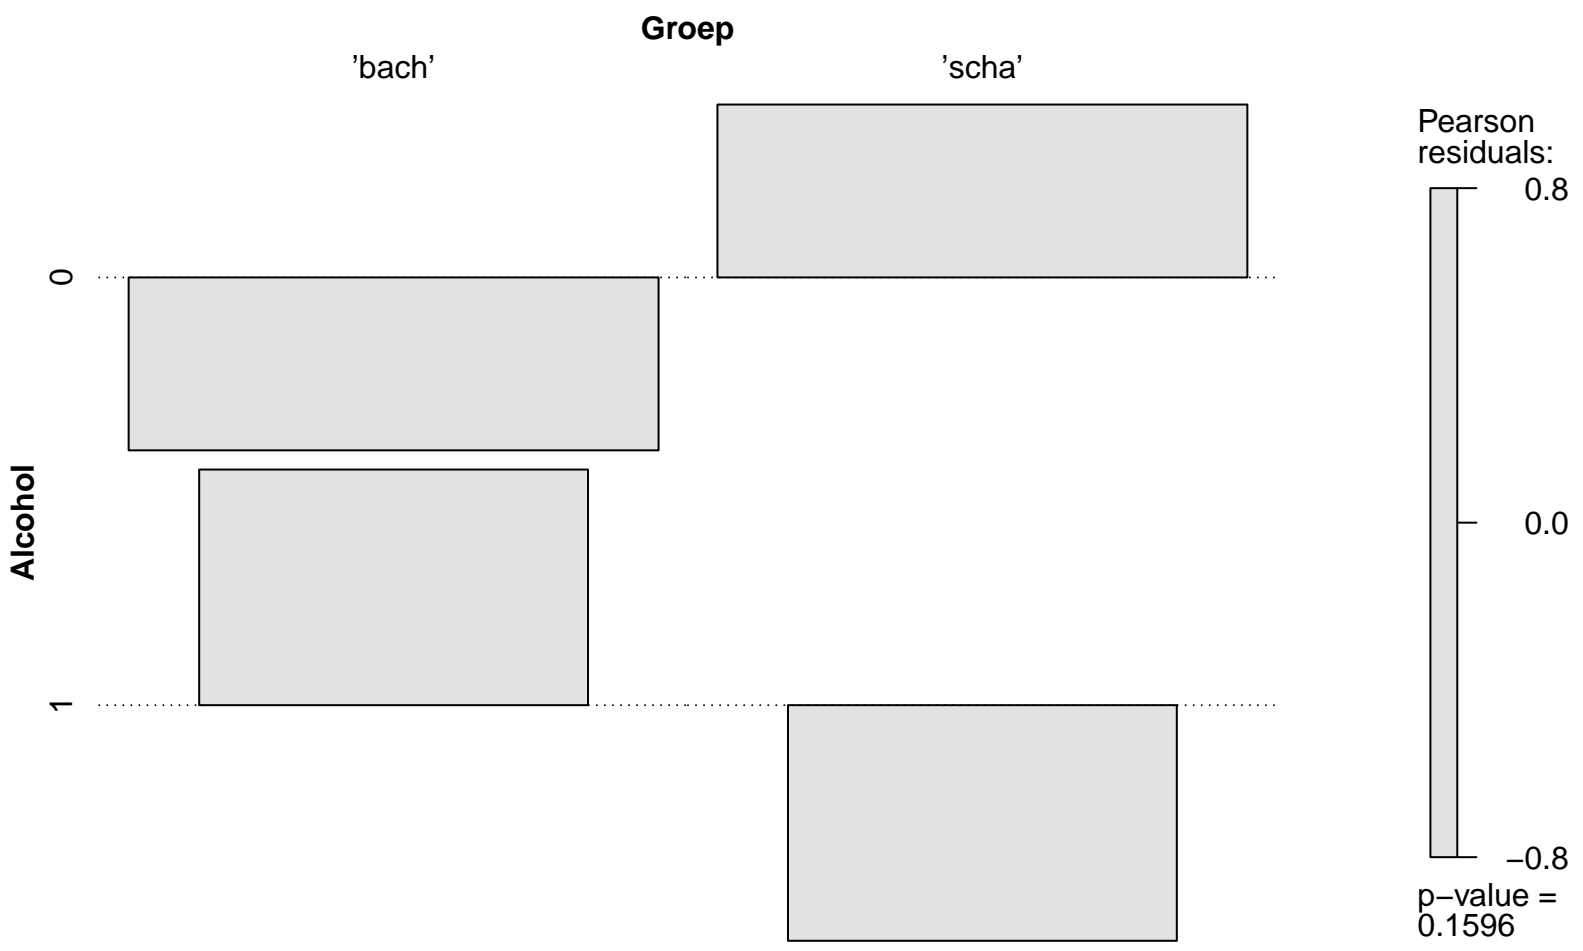 Groep
’bach’
’scha’
Pearson
residuals:
0.8
0
Alcohol
0.0
1
−0.8
p−value =
0.1596